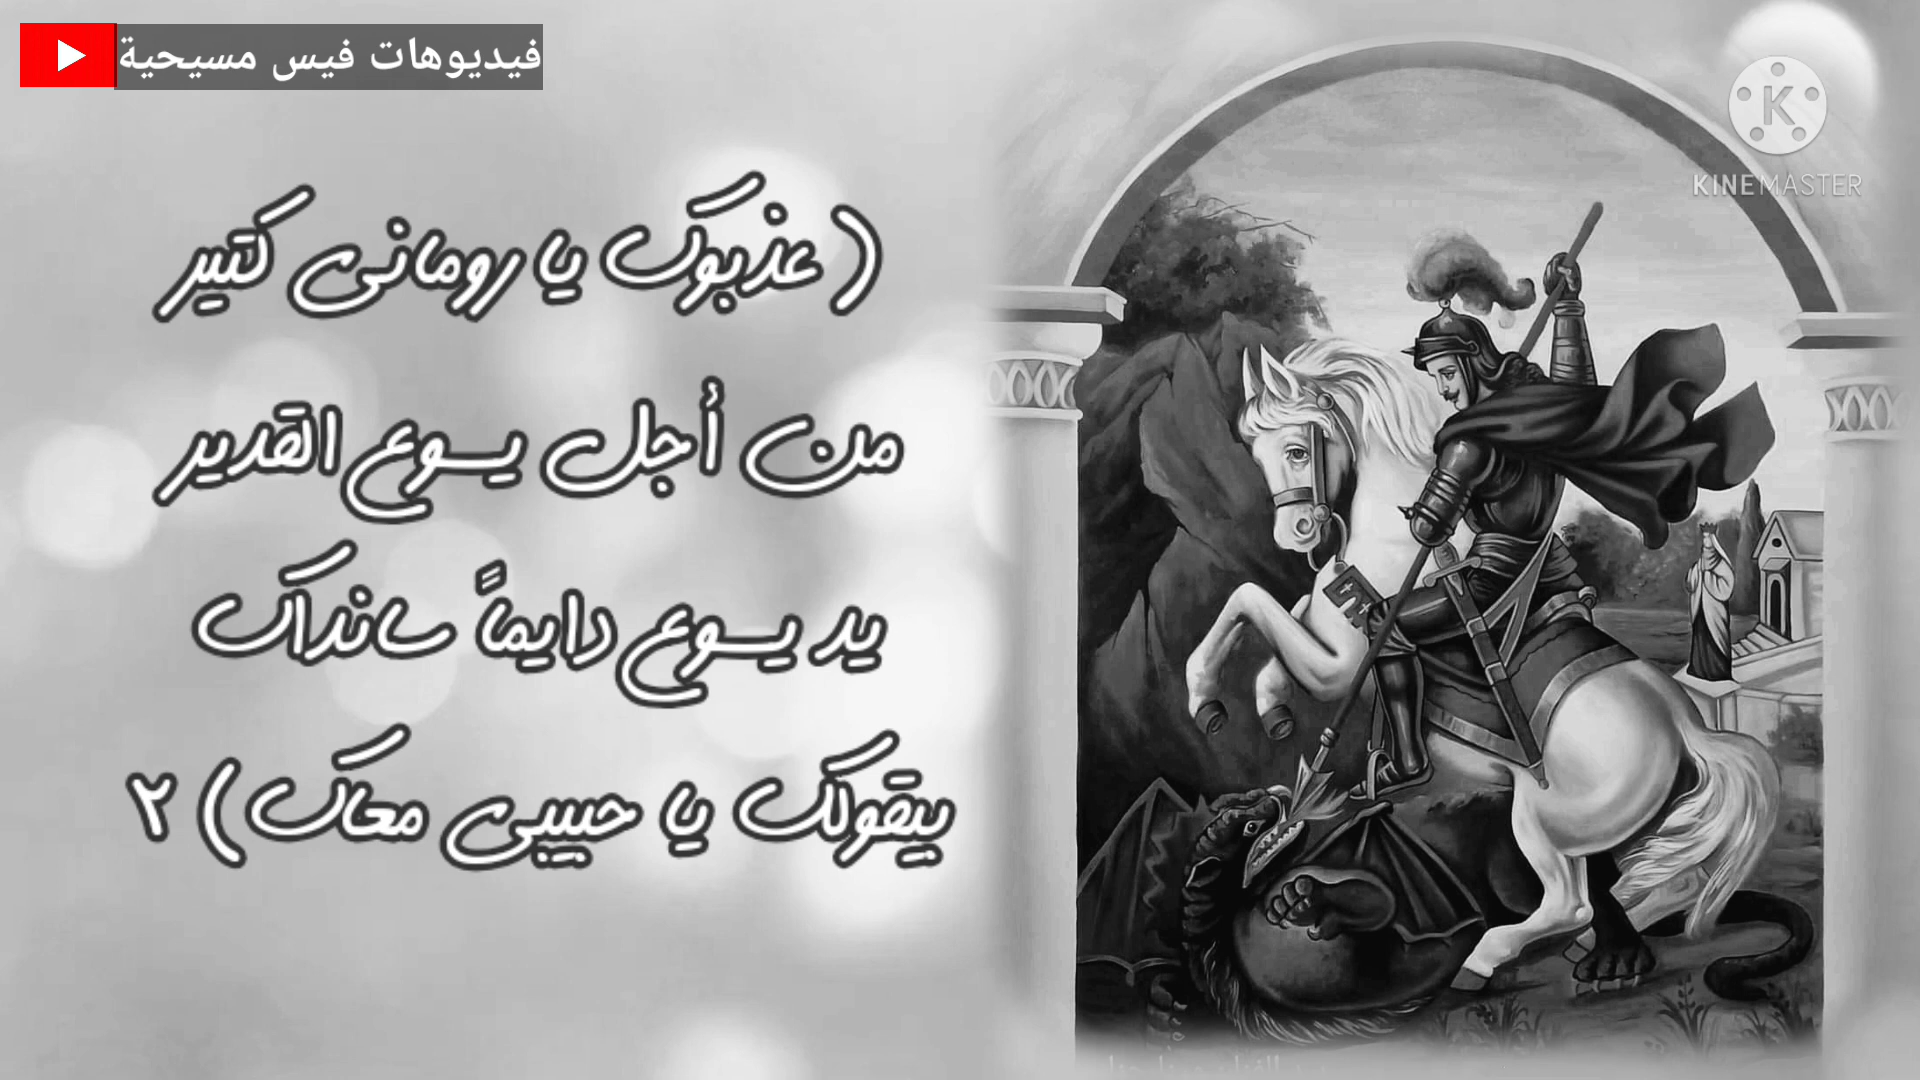 فيديوهات فيس مسيحية
( عذبوك يا رومانى كتير
من أجل يسوع القدير
يد يسوع دايماً ساندك
بيقولك يا حبيبى معاك ) ٢
K
KINEMASTER